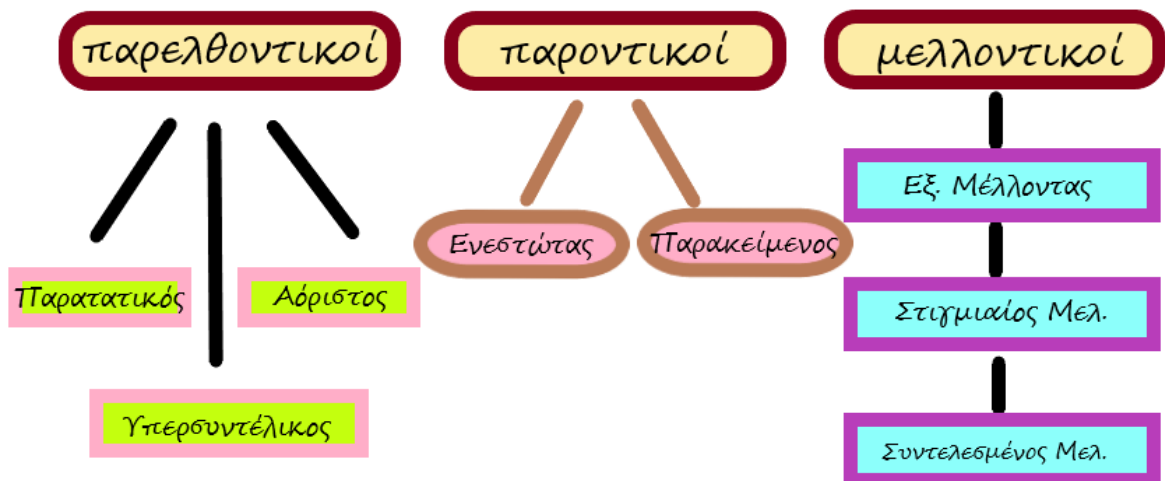 παρελθοντικοί
παροντικοί
μελλοντικοί
Εξ. Μέλλοντας
Ενεστώτας
Παρακείμενος
Παρατατικός
Αόριστος
Στιγμιαίος Μελ.
Υπερσυντέλικος
Συντελεσμένος Μελ.